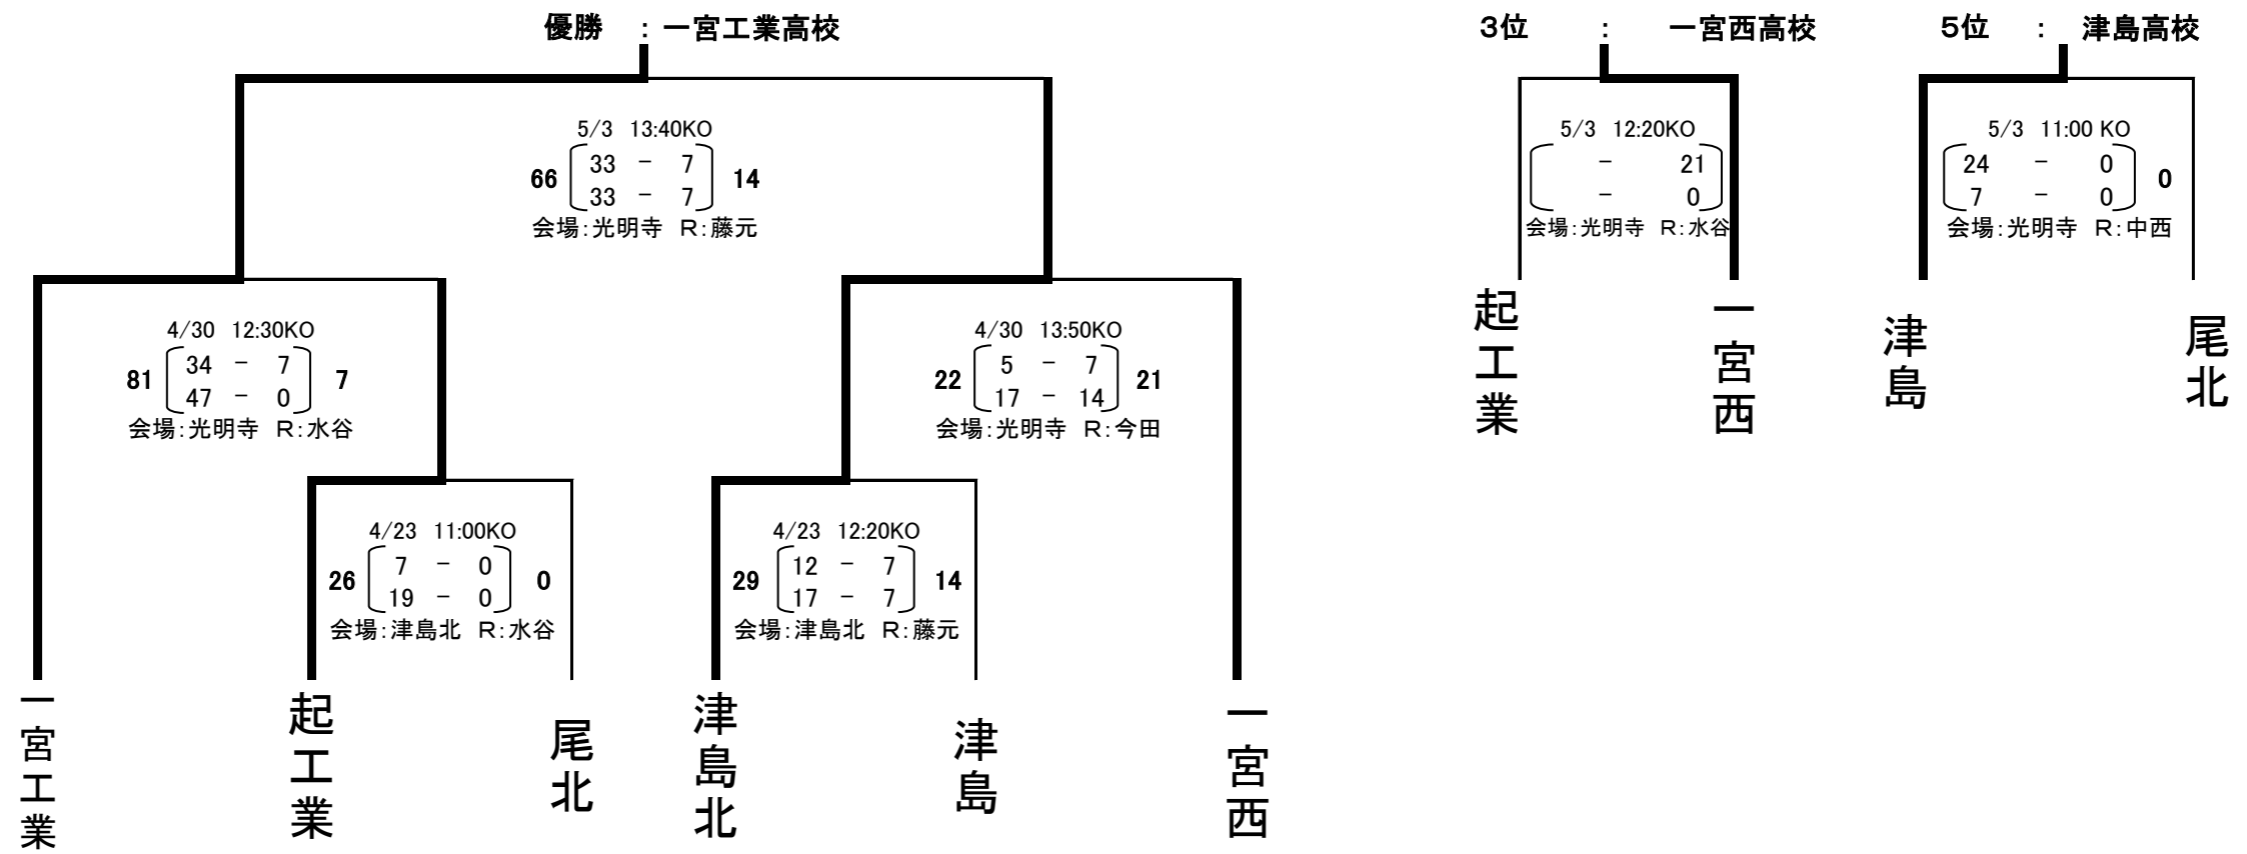 優勝 : 一宮工業高校
5/3 13:40KO
66 33 - 7 14
33 - 7
会場:光明寺 R:藤元
4/30 12:30KO
81 34 - 7 7
47 - 0
会場:光明寺 R:水谷
4/30 13:50KO
22 5 - 7 21
17 - 14
会場:光明寺 R:今田
4/23 11:00KO
26 7 - 0 0
19 - 0
会場:津島北 R:水谷
4/23 12:20KO
29 12 - 7 14
17 - 7
会場:津島北 R:藤元
一宮工業
起工業
尾北
津島北
津島
一宮西
3位 : 一宮西高校
5/3 12:20KO
- 21
- 0
会場:光明寺 R:水谷
起工業
一宮西
5位 : 津島高校
5/3 11:00 KO
24 - 0 0
7 - 0
会場:光明寺 R:中西
津島
尾北